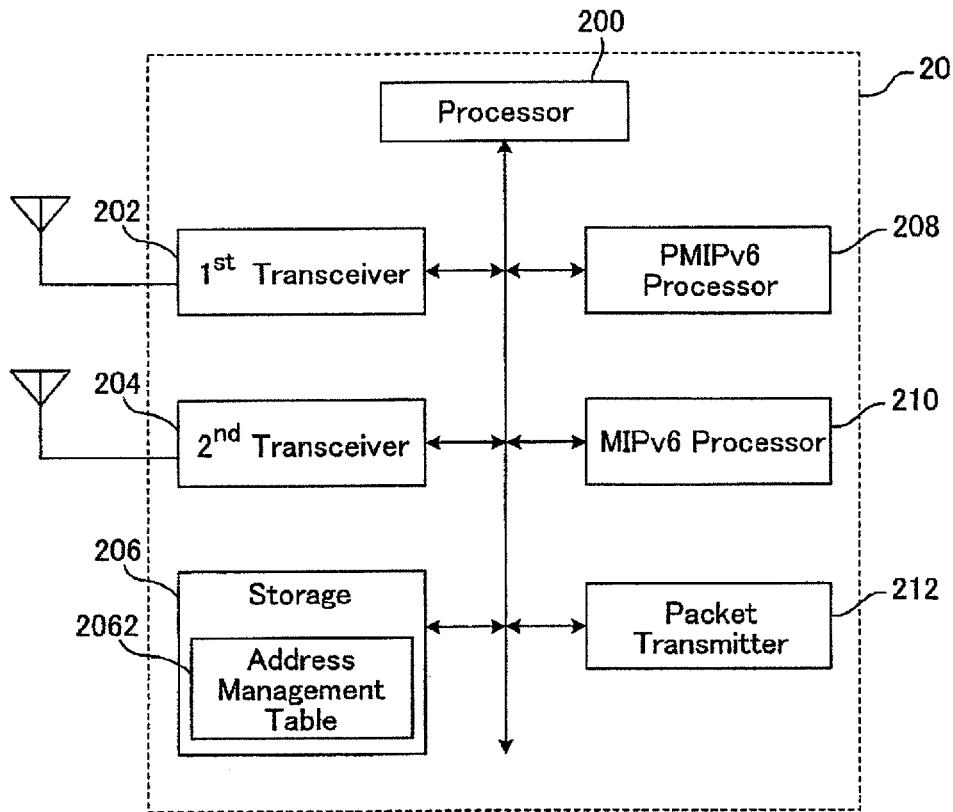 200
20
Processor
202
1st Transceiver
208
PMIPv6
Processor
204
2nd Transceiver
210
MIPv6 Processor
206
Storage
2062
Address
Management
Table
212
Packet
Transmitter